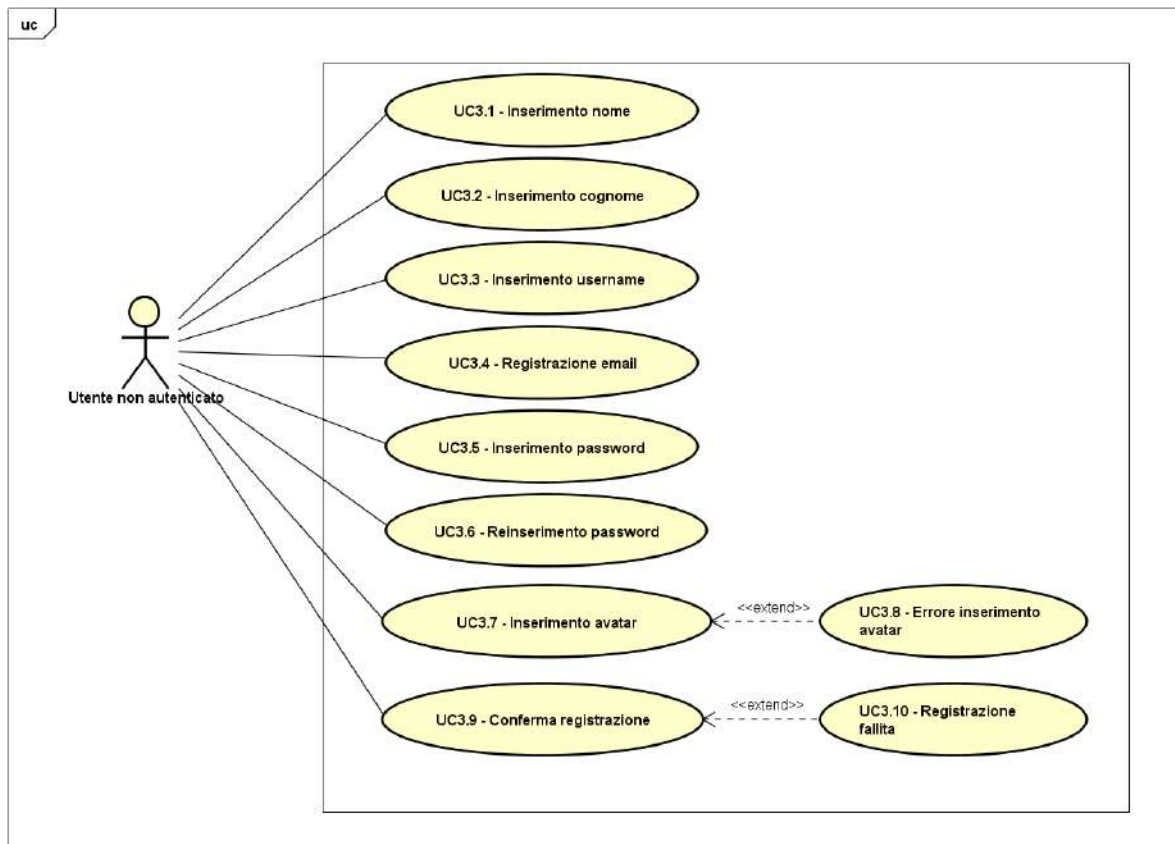 uc
UC3.1 - Inserimento nome
UC3.2 - Inserimento cognome
UC3.3 - Inserimento username
UC3.4 - Registrazione email
Utente non autenticato
UC3.5 - Inserimento password
UC3.6 - Reinserimento password
UC3.7 - Inserimento avatar
<<extend>>
UC3.8 - Errore inserimento
avatar
UC3.9 - Conferma registrazione
<<extend>>
UC3.10 - Registrazione
fallita